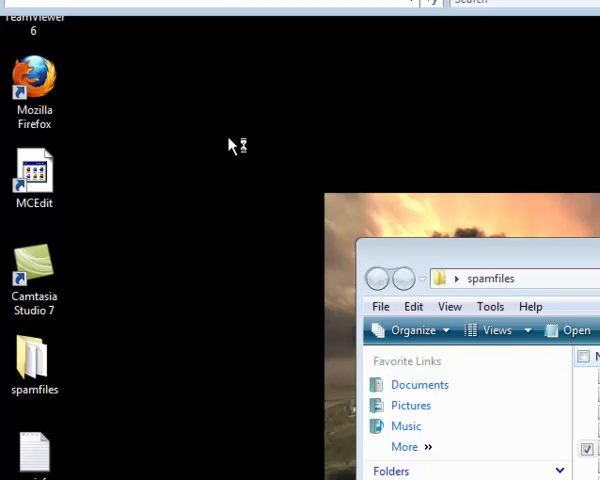 Search
TeamViewer
6
Mozilla
Firefox
MCEdit
Camtasia
Studio 7
spamfiles
spamfiles
File Edit View Tools Help
Organize Views Open
Favorite Links
N
Documents
Pictures
Music
More »
Folders